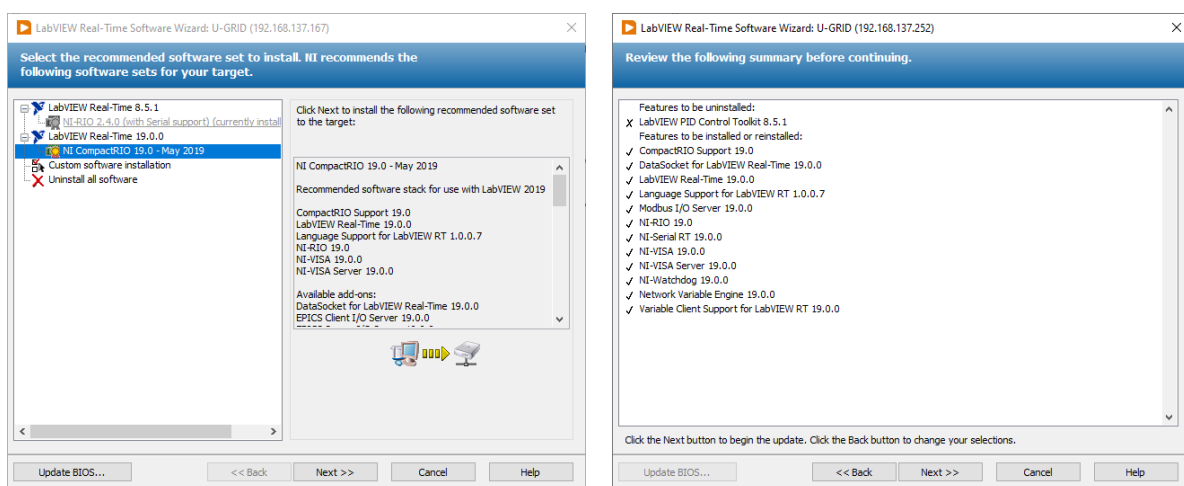 LabVIEW Real-Time Software Wizard: U-GRID (192.168.137.167)
Select the recommended software set to install. NI recommends the
following software sets for your target.
LabVIEW Real-Time 8.5.1
NI-RIO 2.4.0 (with Serial support) (currently install
LabVIEW Real-Time 19.0.0
NI CompactRIO 19.0 - May 2019
Custom software installation
Uninstall all software
Click Next to install the following recommended software set
to the target:
NI CompactRIO 19.0 - May 2019
Recommended software stack for use with LabVIEW 2019
CompactRIO Support 19.0
LabVIEW Real-Time 19.0.0
Language Support for LabVIEW RT 1.0.0.7
NI-RIO 19.0
NI-VISA 19.0.0
NI-VISA Server 19.0.0
Available add-ons:
DataSocket for LabVIEW Real-Time 19.0.0
EPICS Client I/O Server 19.0.0
Update BIOS...
<< Back
Next >>
Cancel
Help
LabVIEW Real-Time Software Wizard: U-GRID (192.168.137.252)
Review the following summary before continuing.
Features to be uninstalled:
LabVIEW PID Control Toolkit 8.5.1
Features to be installed or reinstalled:
CompactRIO Support 19.0
DataSocket for LabVIEW Real-Time 19.0.0
LabVIEW Real-Time 19.0.0
Language Support for LabVIEW RT 1.0.0.7
Modbus I/O Server 19.0.0
NI-RIO 19.0
NI-Serial RT 19.0.0
NI-VISA 19.0.0
NI-VISA Server 19.0.0
NI-Watchdog 19.0.0
Network Variable Engine 19.0.0
Variable Client Support for LabVIEW RT 19.0.0
Click the Next button to begin the update. Click the Back button to change your selections.
Update BIOS...
<< Back
Next >>
Cancel
Help